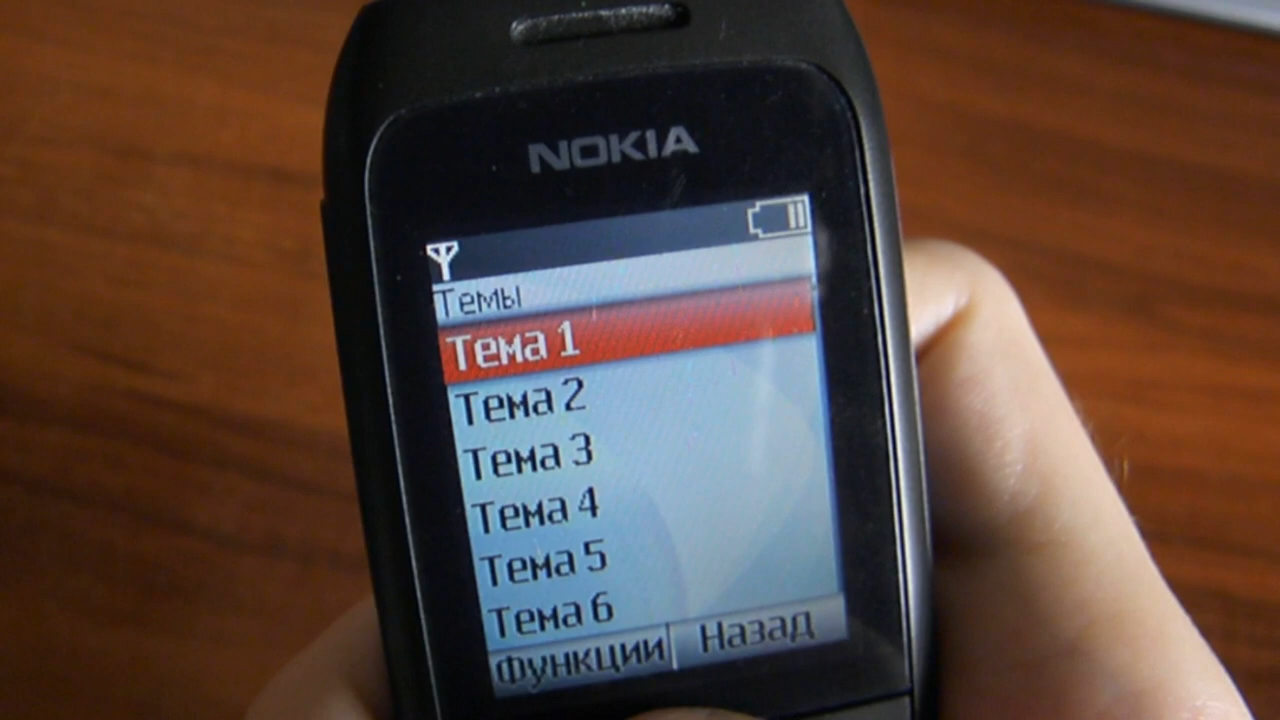 NOKIA
Темы
Тема 1
Тема 2
Тема 3
Тема 4
Тема 5
Тема 6
Функции Назад